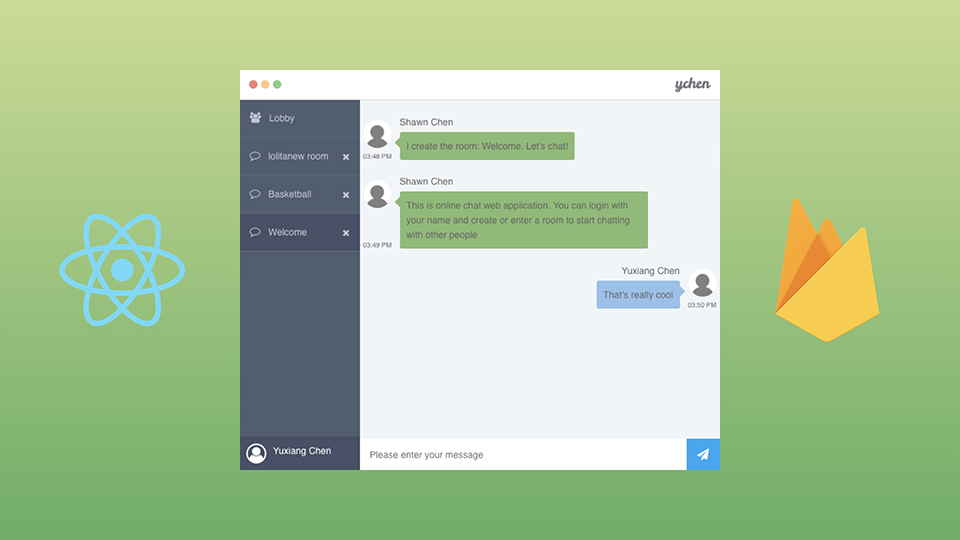 ychen
Lobby
lolitanew room
Basketball
Welcome
Yuxiang Chen
Shawn Chen
I create the room: Welcome. Let's chat!
03:48 PM
Shawn Chen
This is online chat web application. You can login with
your name and create or enter a room to start chatting
with other people
03:49 PM
Yuxiang Chen
That's really cool
03:50 PM
Please enter your message